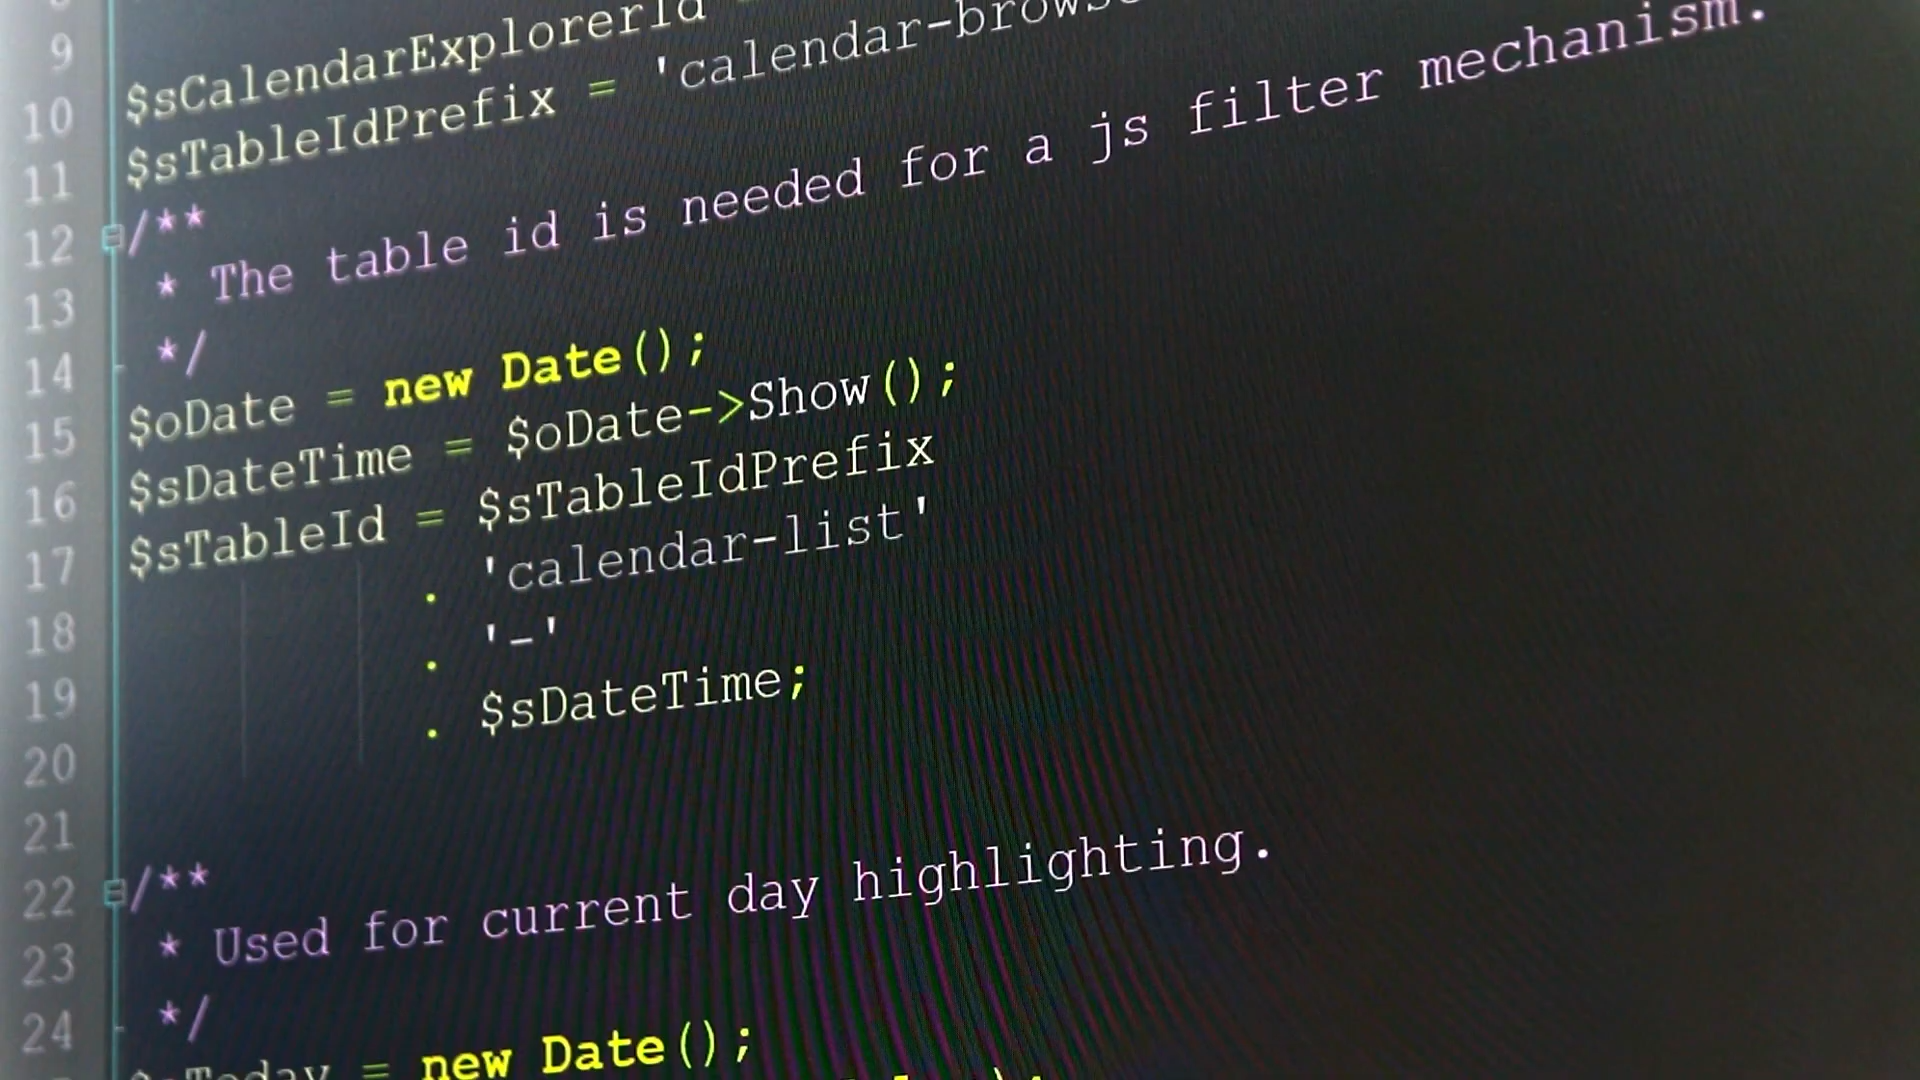 9
10 $sCalendarExplorerId
11 $sTableIdPrefix = 'calendar-brows
12 /**
13 * The table id is needed for a js filter mechanism.
14 */
15 $oDate = new Date();
16 $sDateTime = $oDate->Show();
17 $sTableId = $sTableIdPrefix
18 . 'calendar-list'
19 . '-'
20 . $sDateTime;
21
22 /**
23 * Used for current day highlighting.
24 */
= new Date();